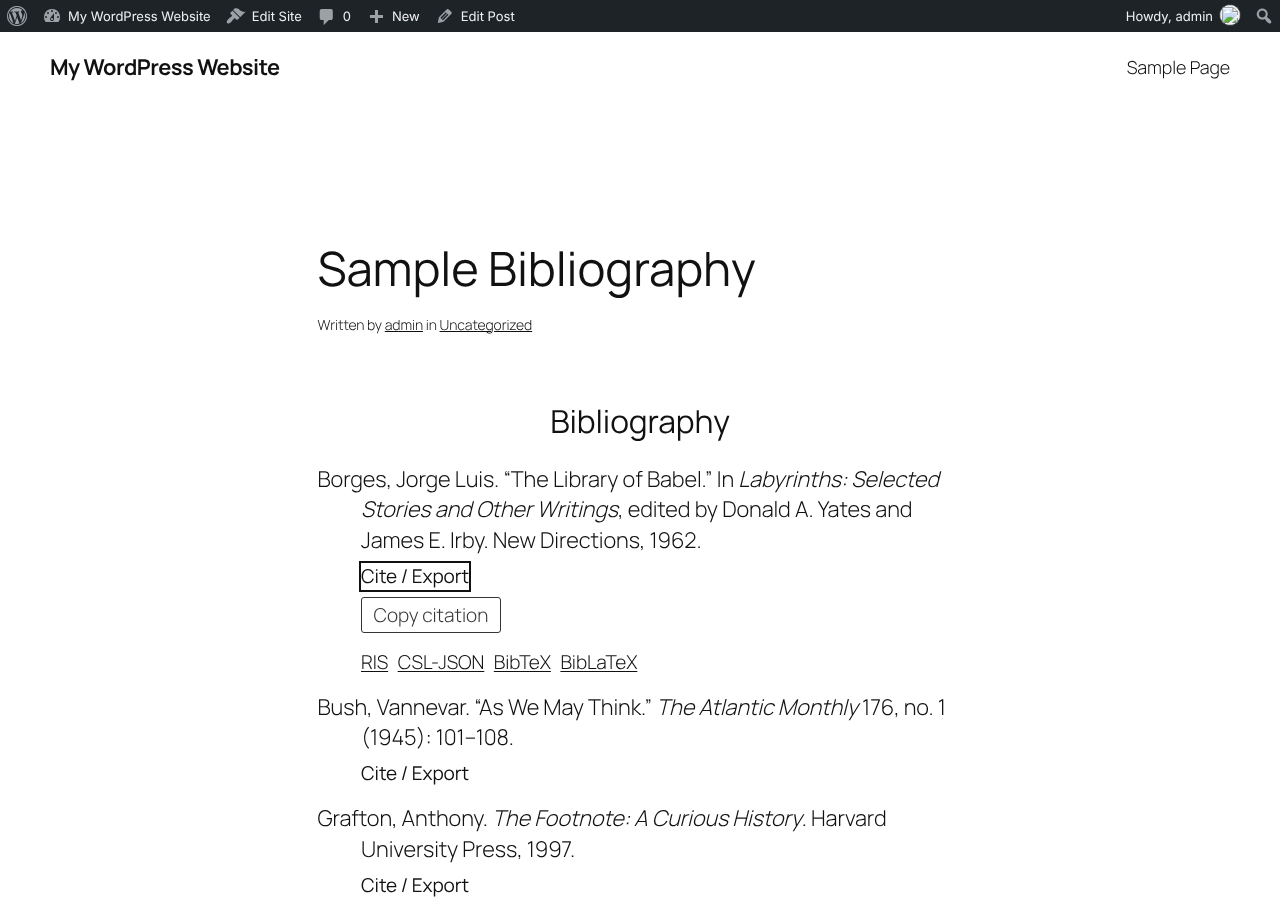 My WordPress Website Edit Site 0 New Edit Post Howdy, admin
My WordPress Website Sample Page
Sample Bibliography
Written by admin in Uncategorized
Bibliography
Borges, Jorge Luis. “The Library of Babel.” In Labyrinths: Selected
Stories and Other Writings, edited by Donald A. Yates and
James E. Irby. New Directions, 1962.
Cite / Export
Copy citation
RIS CSL-JSON BibTeX BibLaTeX
Bush, Vannevar. “As We May Think.” The Atlantic Monthly 176, no. 1
(1945): 101–108.
Cite / Export
Grafton, Anthony. The Footnote: A Curious History. Harvard
University Press, 1997.
Cite / Export